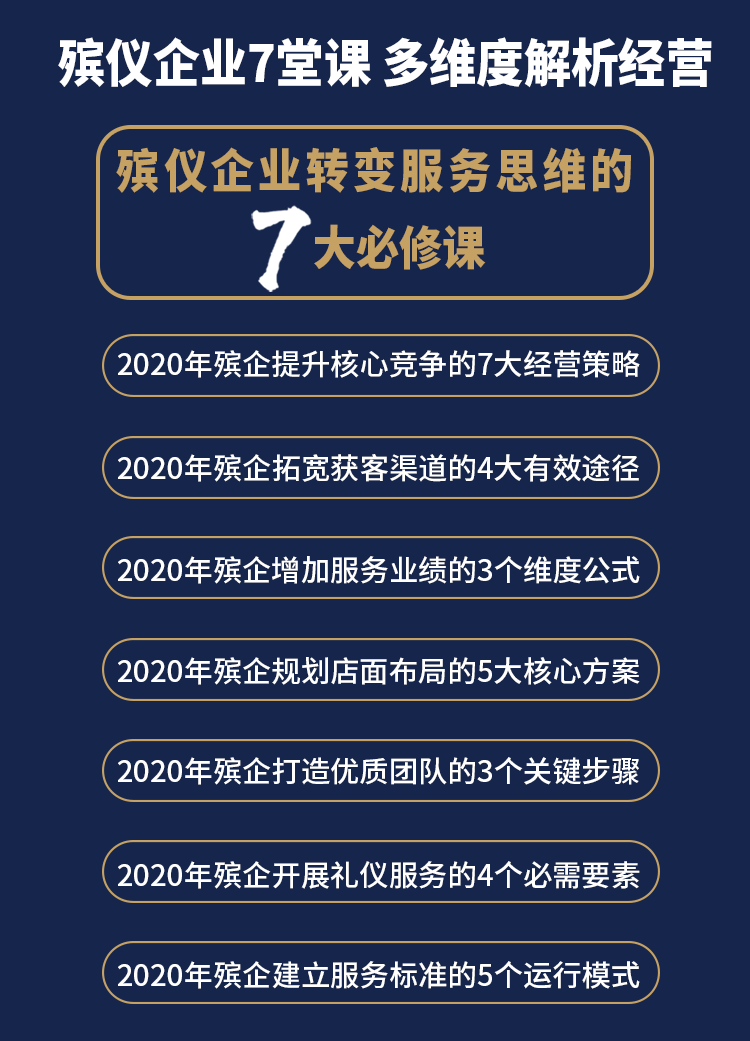 殡仪企业7堂课 多维度解析经营
殡仪企业转变服务思维的
7大必修课
2020年殡企提升核心竞争的7大经营策略
2020年殡企拓宽获客渠道的4大有效途径
2020年殡企增加服务业绩的3个维度公式
2020年殡企规划店面布局的5大核心方案
2020年殡企打造优质团队的3个关键步骤
2020年殡企开展礼仪服务的4个必需要素
2020年殡企建立服务标准的5个运行模式